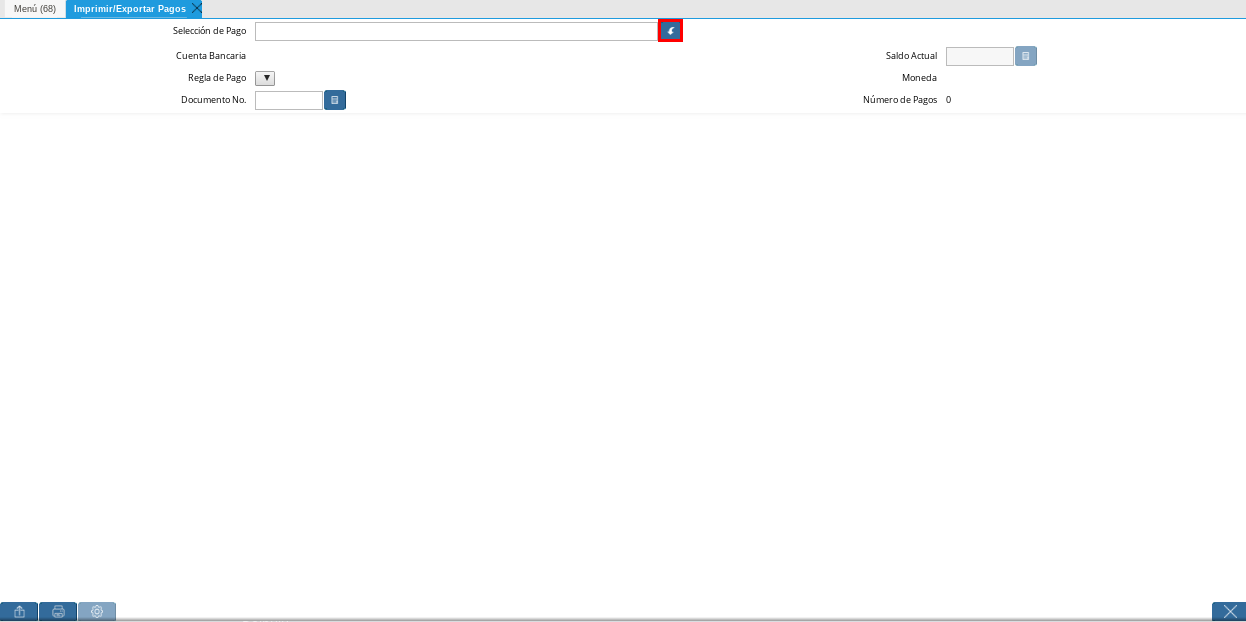 Menú (68) Imprimir/Exportar Pagos
Selección de Pago
Cuenta Bancaria Saldo Actual
Regla de Pago Moneda
Documento No. Número de Pagos 0